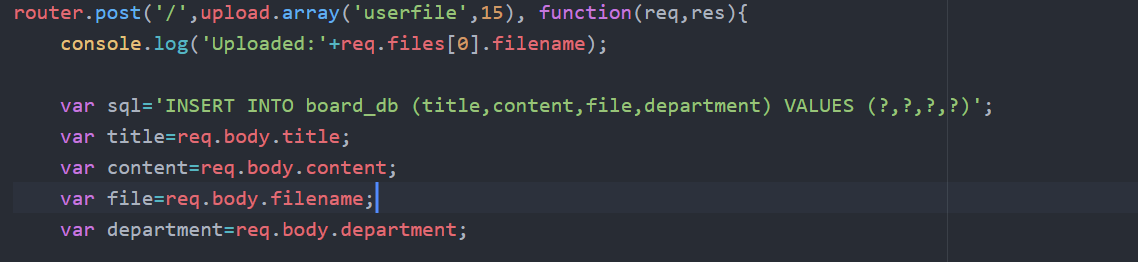 router.post('/',upload.array('userfile',15), function(req,res){
    console.log('Uploaded:'+req.files[0].filename);
    var sql='INSERT INTO board_db (title,content,file,department) VALUES (?,?,?,?)';
    var title=req.body.title;
    var content=req.body.content;
    var file=req.body.filename;
    var department=req.body.department;